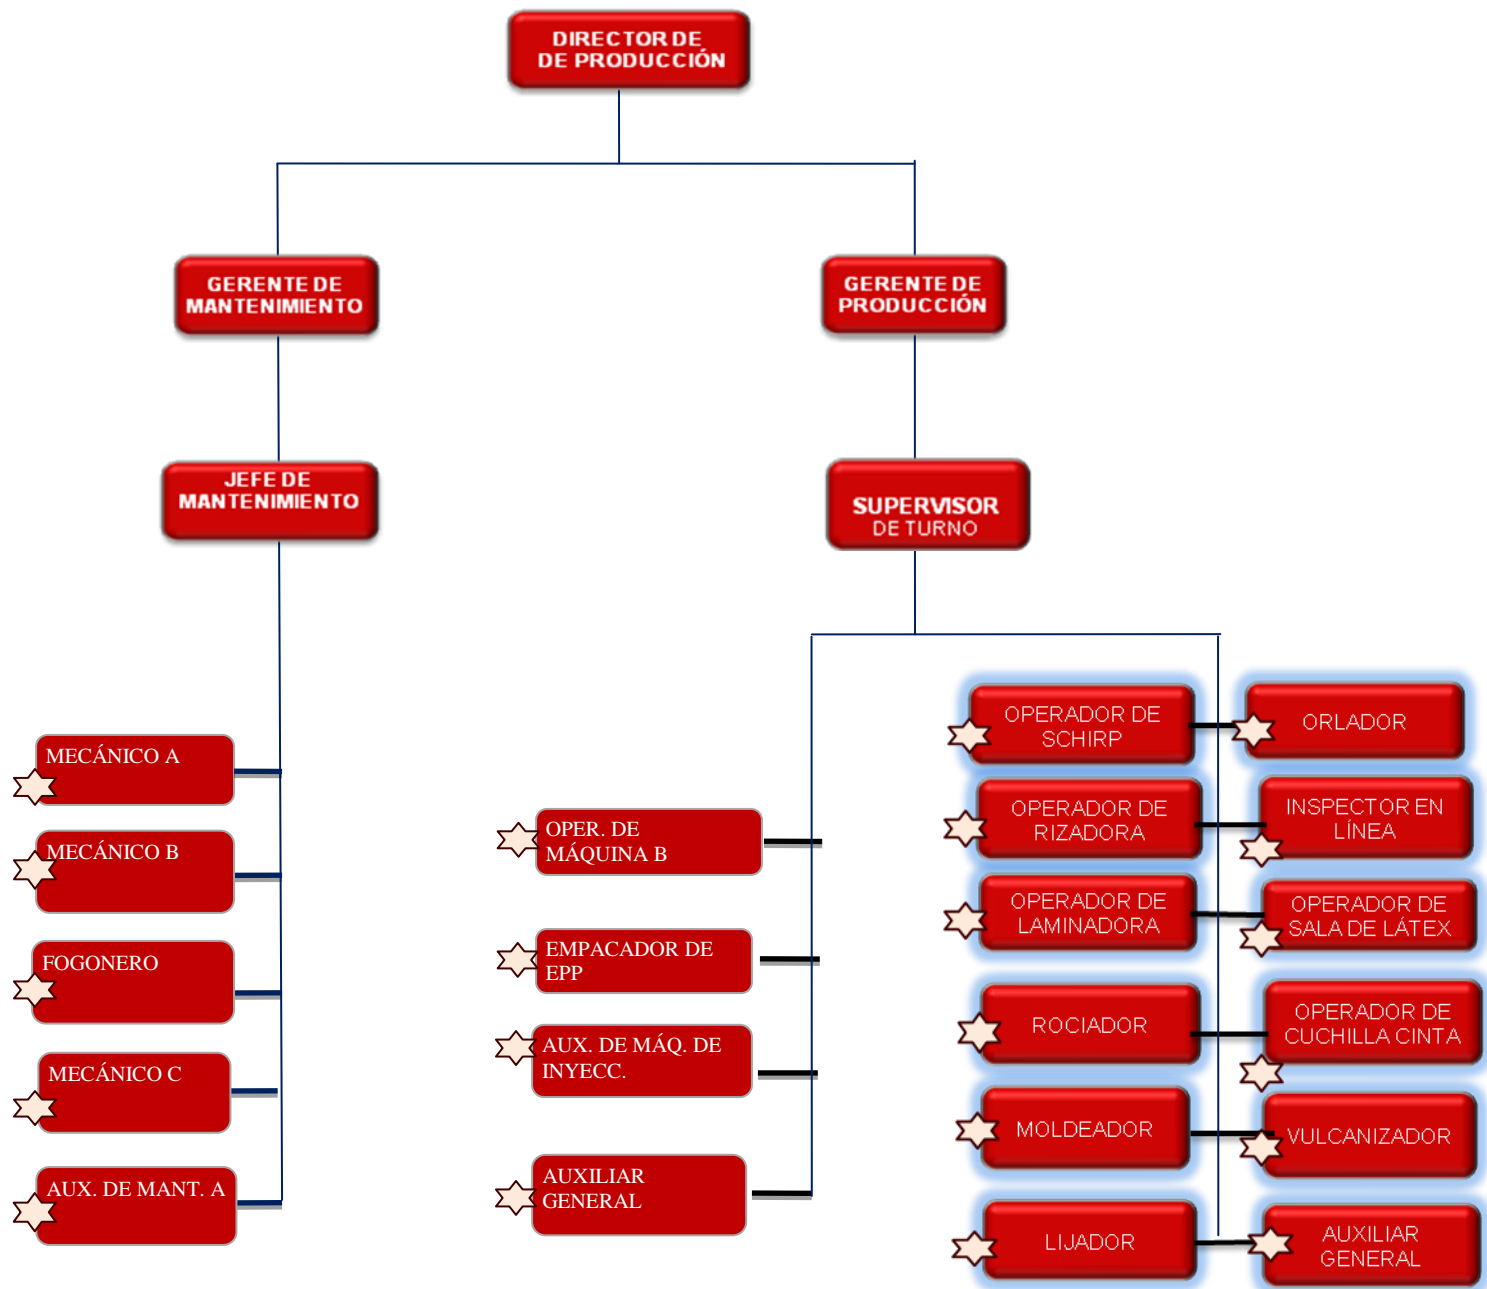 DIRECTOR DE
DE PRODUCCIÓN
GERENTE DE
MANTENIMIENTO
GERENTE DE
PRODUCCIÓN
JEFE DE
MANTENIMIENTO
SUPERVISOR
DE TURNO
MECÁNICO A
MECÁNICO B
FOGONERO
MECÁNICO C
AUX. DE MANT. A
OPER. DE
MÁQUINA B
EMPACADOR DE
EPP
AUX. DE MÁQ. DE
INYECC.
AUXILIAR
GENERAL
OPERADOR DE
SCHIRP
ORLADOR
OPERADOR DE
RIZADORA
INSPECTOR EN
LÍNEA
OPERADOR DE
LAMINADORA
OPERADOR DE
SALA DE LÁTEX
ROCIADOR
OPERADOR DE
CUCHILLA CINTA
MOLDEADOR
VULCANIZADOR
LIJADOR
AUXILIAR
GENERAL